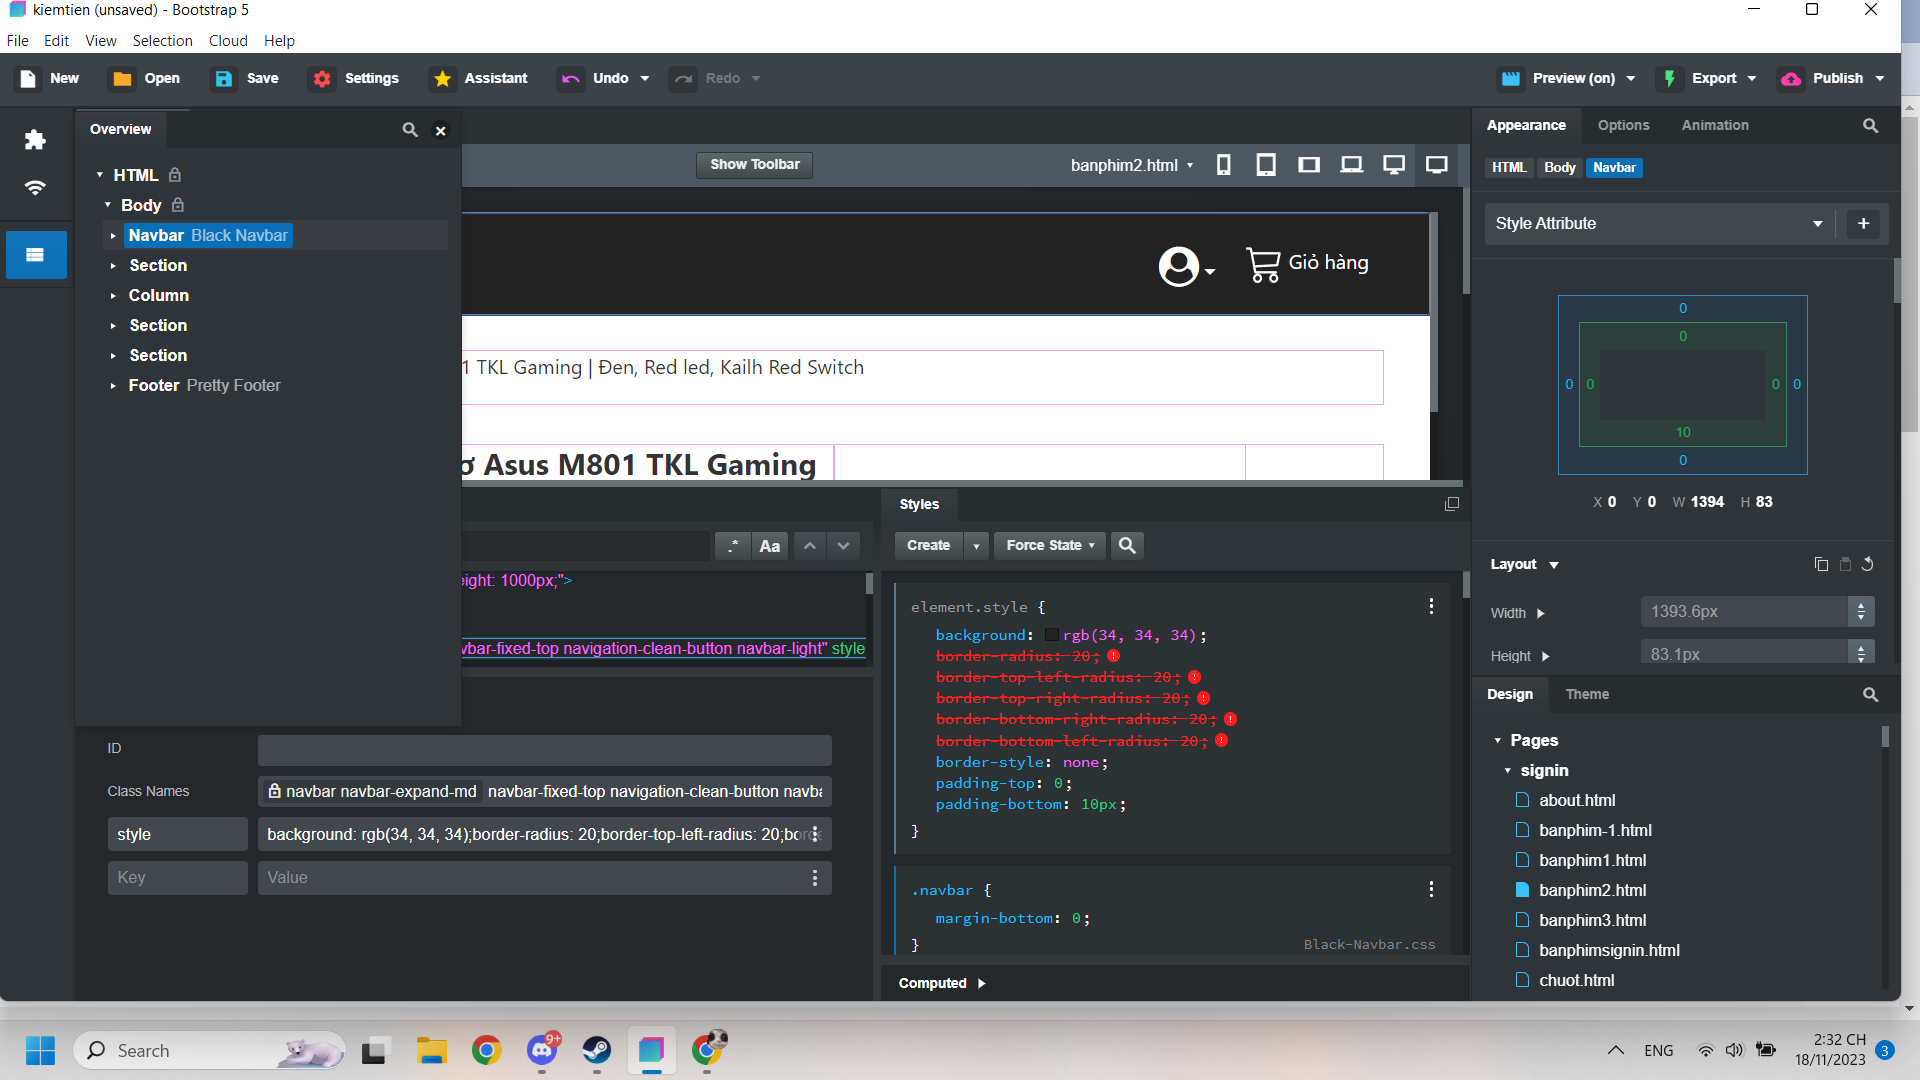 kiemtien (unsaved) - Bootstrap 5
File Edit View Selection Cloud Help
New Open Save Settings Assistant Undo Redo Preview (on) Export Publish
Overview
HTML
Body
Navbar Black Navbar
Section
Column
Section
Section
Footer Pretty Footer
Show Toolbar banphim2.html
Giỏ hàng
1 TKL Gaming | Đen, Red led, Kailh Red Switch
ơ Asus M801 TKL Gaming
.* Aa
eight: 1000px;">
vbar-fixed-top navigation-clean-button navbar-light" style
ID
Class Names navbar navbar-expand-md navbar-fixed-top navigation-clean-button navba
style background: rgb(34, 34, 34);border-radius: 20;border-top-left-radius: 20;borde
Key Value
Styles
Create Force State
element.style {
background: rgb(34, 34, 34);
border-radius: 20;
border-top-left-radius: 20;
border-top-right-radius: 20;
border-bottom-right-radius: 20;
border-bottom-left-radius: 20;
border-style: none;
padding-top: 0;
padding-bottom: 10px;
}
.navbar {
margin-bottom: 0;
} Black-Navbar.css
Computed
Appearance Options Animation
HTML Body Navbar
Style Attribute +
0
0
0 0 0 0
10
0
X 0 Y 0 W 1394 H 83
Layout
Width 1393.6px
Height 83.1px
Design Theme
Pages
signin
about.html
banphim-1.html
banphim1.html
banphim2.html
banphim3.html
banphimsignin.html
chuot.html
Search 9+ ENG 2:32 CH
18/11/2023 3